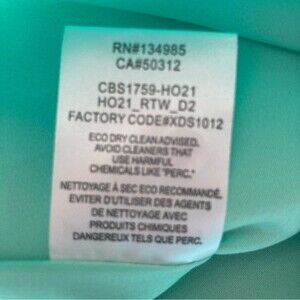 RN#134985
CA#50312
CBS1759-HO21
HO21_RTW_D2
FACTORY CODE#XDS1012
ECO DRY CLEAN ADVISED.
AVOID CLEANERS THAT
USE HARMFUL
CHEMICALS LIKE "PERC."
NETTOYAGE À SEC ECO RECOMMANDÉ,
EVITER D'UTILISER DES AGENTS
DE NETTOYAGE AVEC
PRODUITS CHIMIQUES
DANGEREUX TELS QUE PERC.